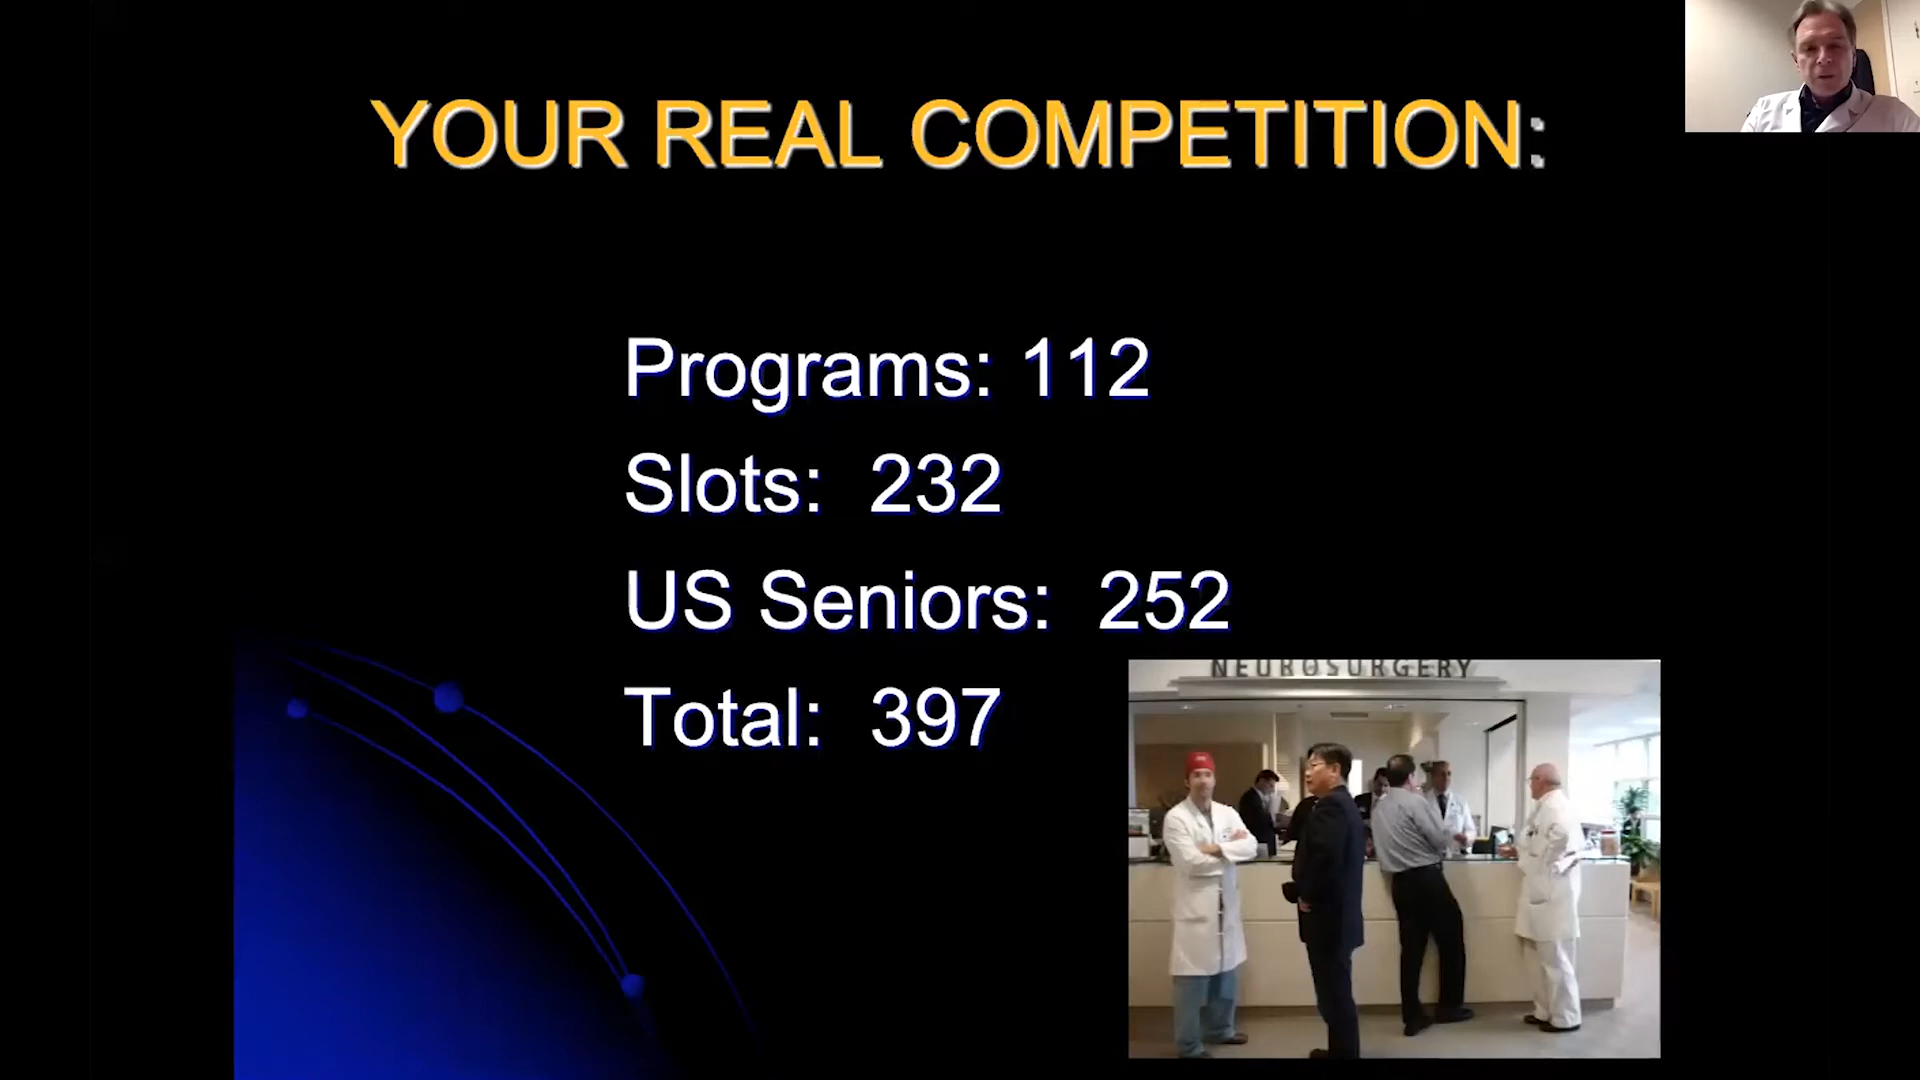 YOUR REAL COMPETITION:
Programs: 112
Slots: 232
US Seniors: 252
Total: 397
NEUROSURGERY